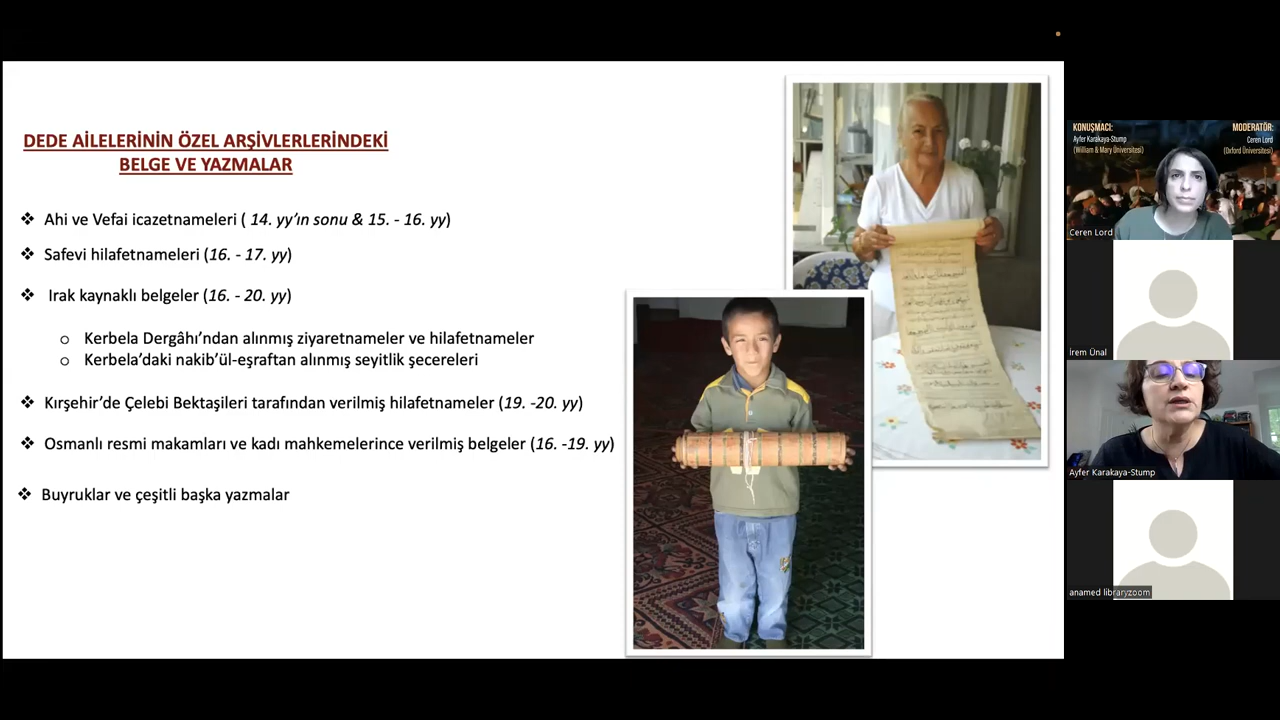 DEDE AİLELERİNİN ÖZEL ARŞİVLERLERİNDEKİ
BELGE VE YAZMALAR
❖ Ahi ve Vefai icazetnameleri ( 14. yy’ın sonu & 15. - 16. yy)
❖ Safevi hilafetnameleri (16. - 17. yy)
❖ Irak kaynaklı belgeler (16. - 20. yy)
o Kerbela Dergâhı’ndan alınmış ziyaretnameler ve hilafetnameler
o Kerbela’daki nakib’ül-eşraftan alınmış seyitlik şecereleri
❖ Kırşehir’de Çelebi Bektaşileri tarafından verilmiş hilafetnameler (19. -20. yy)
❖ Osmanlı resmi makamları ve kadı mahkemelerince verilmiş belgeler (16. -19. yy)
❖ Buyruklar ve çeşitli başka yazmalar
KONUŞMACI:
Ayfer Karakaya-Stump
(William & Mary Üniversitesi)
MODERATÖR:
Ceren Lord
(Oxford Üniversitesi)
Ceren Lord
İrem Ünal
Ayfer Karakaya-Stump
anamed libraryzoom